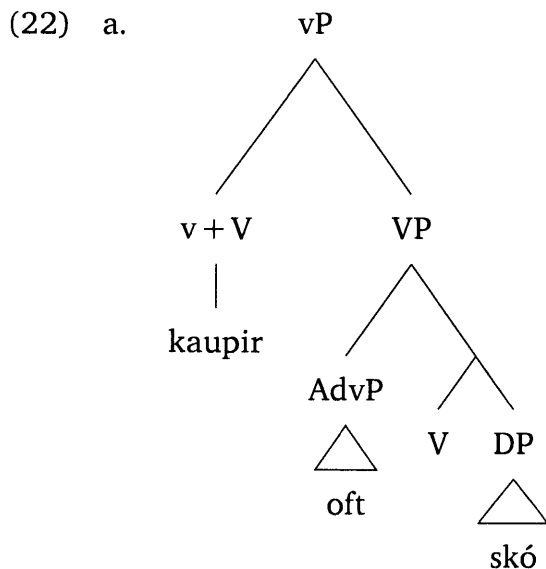 (22) a. vP
v + V VP
kaupir
AdvP
V DP
oft
skó